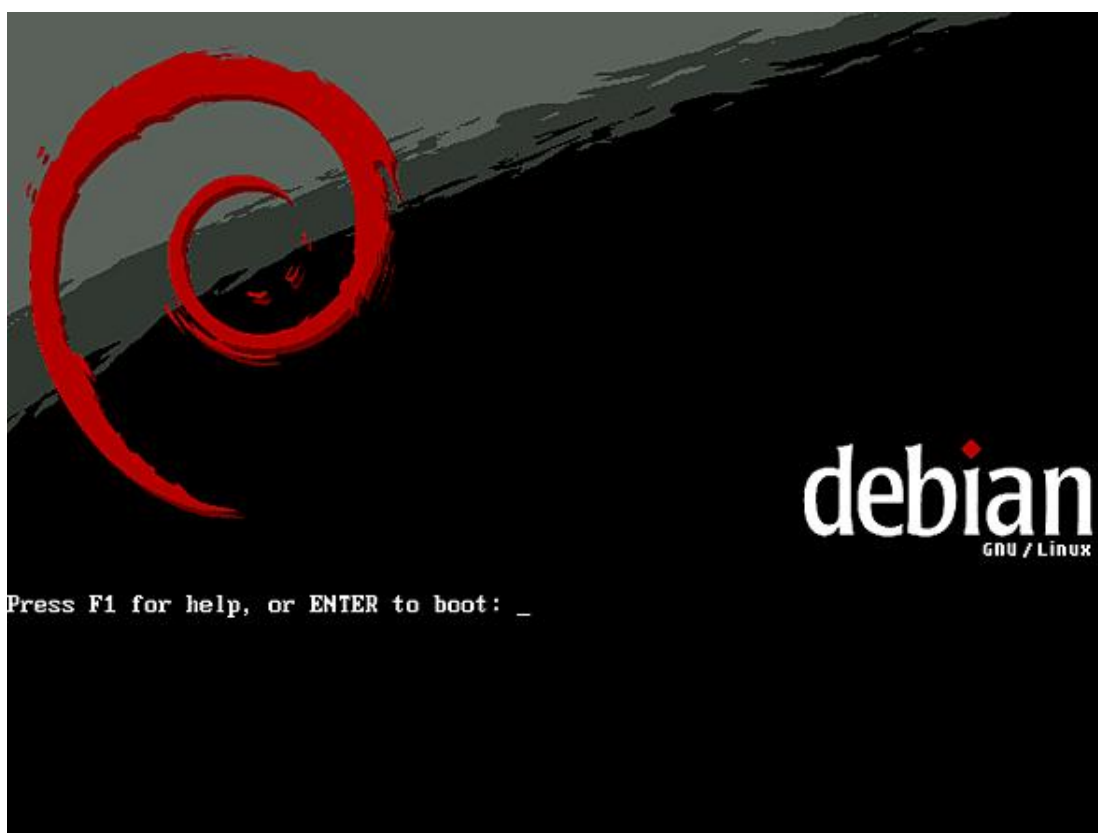 debian
GNU/Linux
Press F1 for help, or ENTER to boot: _